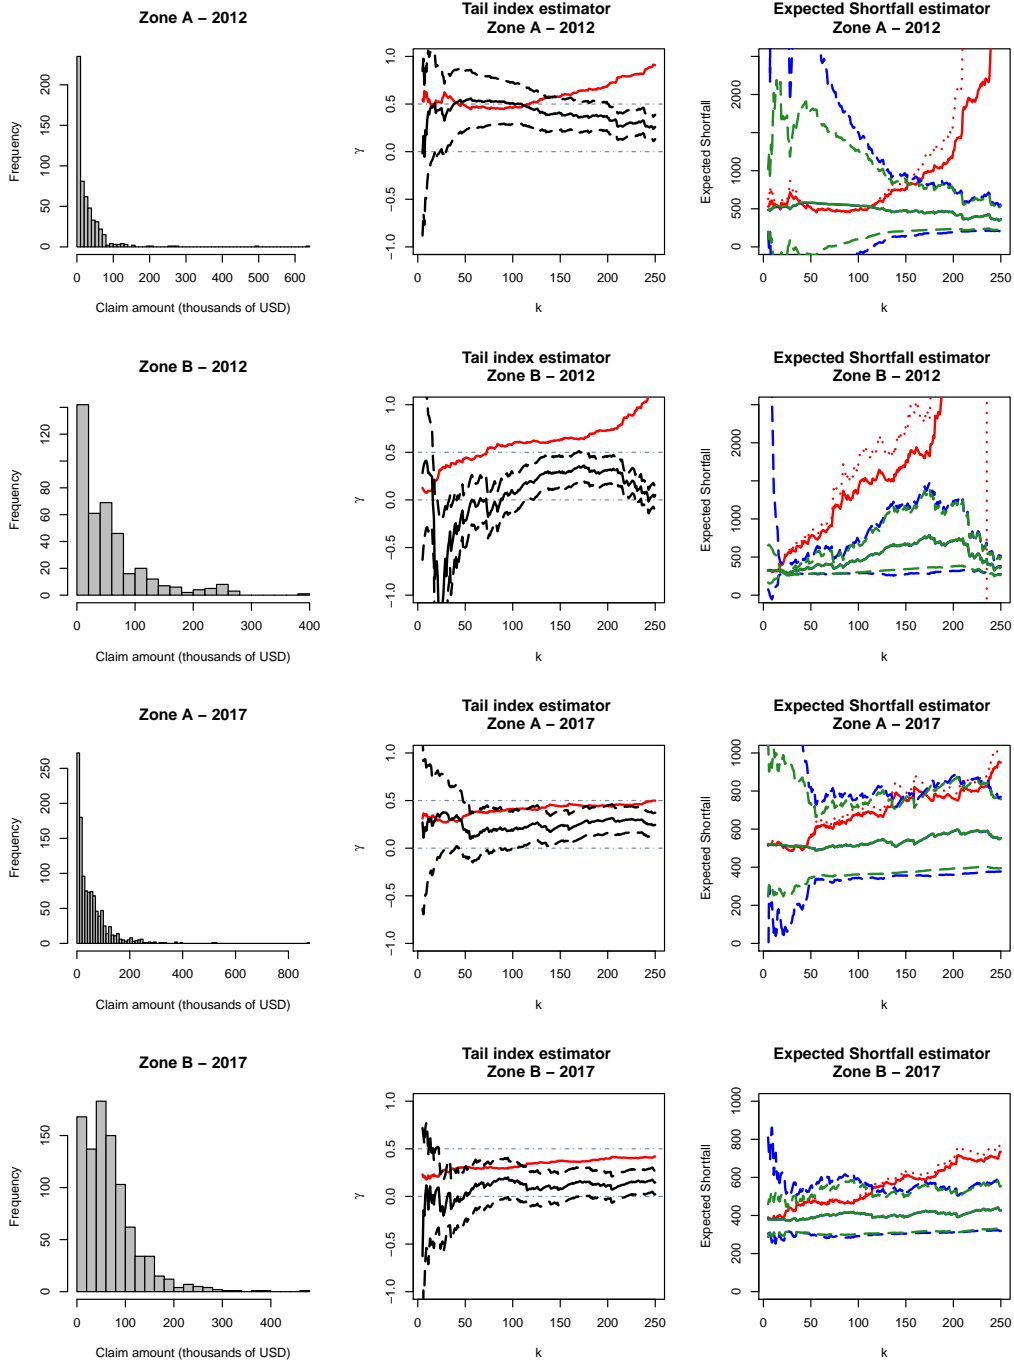 Zone A − 2012
Frequency
0 50 100 150 200
0 100 200 300 400 500 600
Claim amount (thousands of USD)
Tail index estimator
Zone A − 2012
γ
−1.0 −0.5 0.0 0.5 1.0
0 50 100 150 200 250
k
Expected Shortfall estimator
Zone A − 2012
Expected Shortfall
0 500 1000 2000
0 50 100 150 200 250
k
Zone B − 2012
Frequency
0 20 40 60 80 120
0 100 200 300 400
Claim amount (thousands of USD)
Tail index estimator
Zone B − 2012
γ
−1.0 −0.5 0.0 0.5 1.0
0 50 100 150 200 250
k
Expected Shortfall estimator
Zone B − 2012
Expected Shortfall
0 500 1000 2000
0 50 100 150 200 250
k
Zone A − 2017
Frequency
0 50 100 150 200 250
0 200 400 600 800
Claim amount (thousands of USD)
Tail index estimator
Zone A − 2017
γ
−1.0 −0.5 0.0 0.5 1.0
0 50 100 150 200 250
k
Expected Shortfall estimator
Zone A − 2017
Expected Shortfall
0 200 400 600 800 1000
0 50 100 150 200 250
k
Zone B − 2017
Frequency
0 50 100 150
0 100 200 300 400
Claim amount (thousands of USD)
Tail index estimator
Zone B − 2017
γ
−1.0 −0.5 0.0 0.5 1.0
0 50 100 150 200 250
k
Expected Shortfall estimator
Zone B − 2017
Expected Shortfall
0 200 400 600 800 1000
0 50 100 150 200 250
k